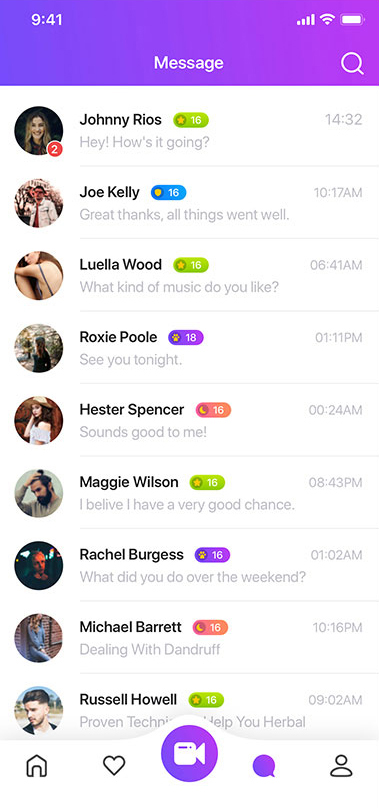 9:41
Message
Johnny Rios 16 14:32
Hey! How's it going?
2
Joe Kelly 16 10:17AM
Great thanks, all things went well.
Luella Wood 16 06:41AM
What kind of music do you like?
Roxie Poole 18 01:11PM
See you tonight.
Hester Spencer 16 00:24AM
Sounds good to me!
Maggie Wilson 16 08:43PM
I belive I have a very good chance.
Rachel Burgess 16 01:02AM
What did you do over the weekend?
Michael Barrett 16 10:16PM
Dealing With Dandruff
Russell Howell 16 09:02AM
Proven Help You Herbal